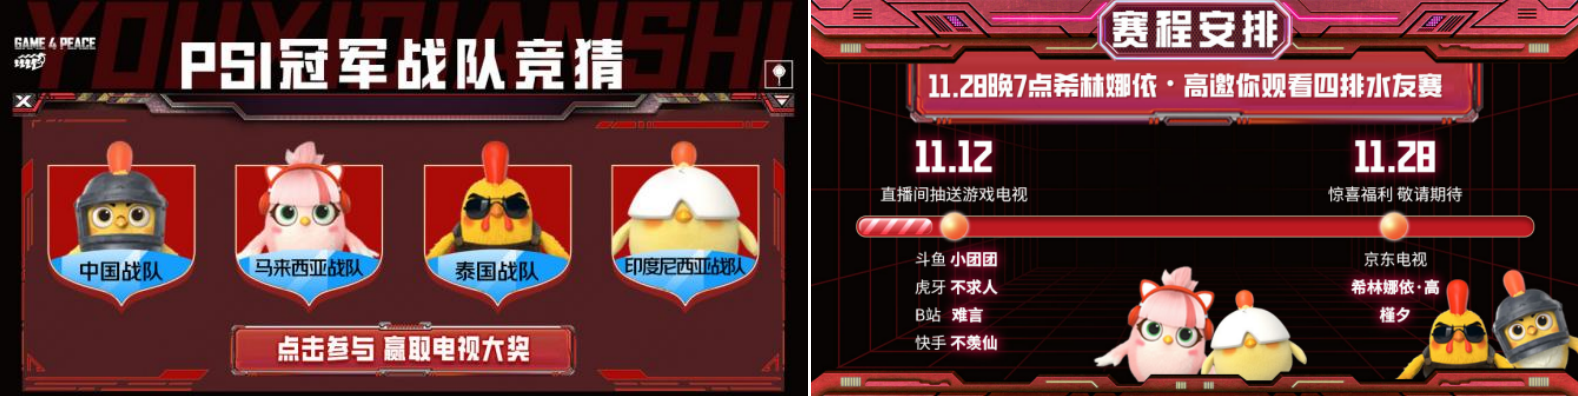 YOUXIDIANSHI
GAME 4 PEACE
PSI冠军战队竞猜
中国战队
马来西亚战队
泰国战队
印度尼西亚战队
点击参与 赢取电视大奖
赛程安排
11.28晚7点希林娜依·高邀你观看四排水友赛
11.12
直播间抽送游戏电视
斗鱼 不团团
虎牙 不求人
B站 难言
快手 不羡仙
11.28
惊喜福利 敬请期待
京东电视
希林娜依·高
槿夕